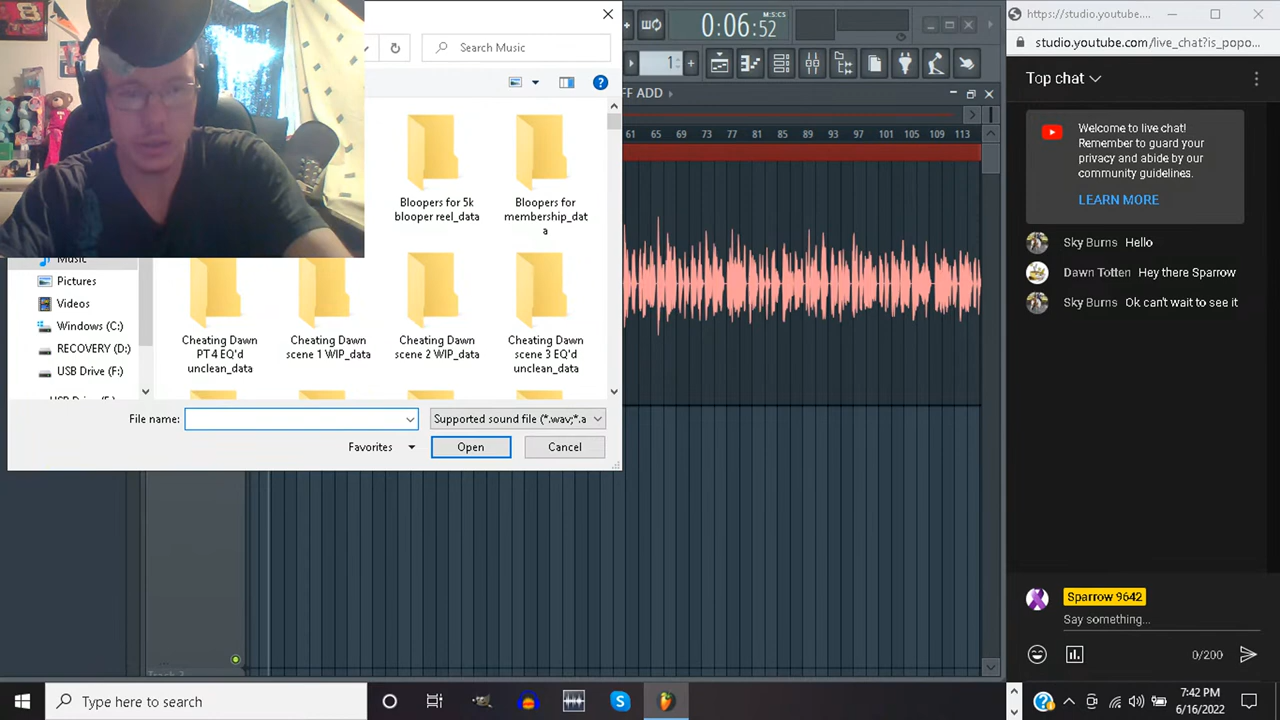 Search Music
Bloopers for 5k
blooper reel_data
Bloopers for
membership_dat
a
Music
Pictures
Videos
Windows (C:)
RECOVERY (D:)
USB Drive (F:)
Cheating Dawn
PT4 EQ'd
unclean_data
Cheating Dawn
scene 1 WIP_data
Cheating Dawn
scene 2 WIP_data
Cheating Dawn
scene 3 EQ'd
unclean_data
File name:
Supported sound file (*.wav;*.a
Favorites
Open
Cancel
0:06:52
M:S:CS
1
FF ADD
61 65 69 73 77 81 85 89 93 97 101 105 109 113
https://studio.youtube....
studio.youtube.com/live_chat?is_popo...
Top chat
Welcome to live chat!
Remember to guard your
privacy and abide by our
community guidelines.
LEARN MORE
Sky Burns Hello
Dawn Totten Hey there Sparrow
Sky Burns Ok can't wait to see it
Sparrow 9642
Say something...
0/200
Type here to search
7:42 PM
6/16/2022